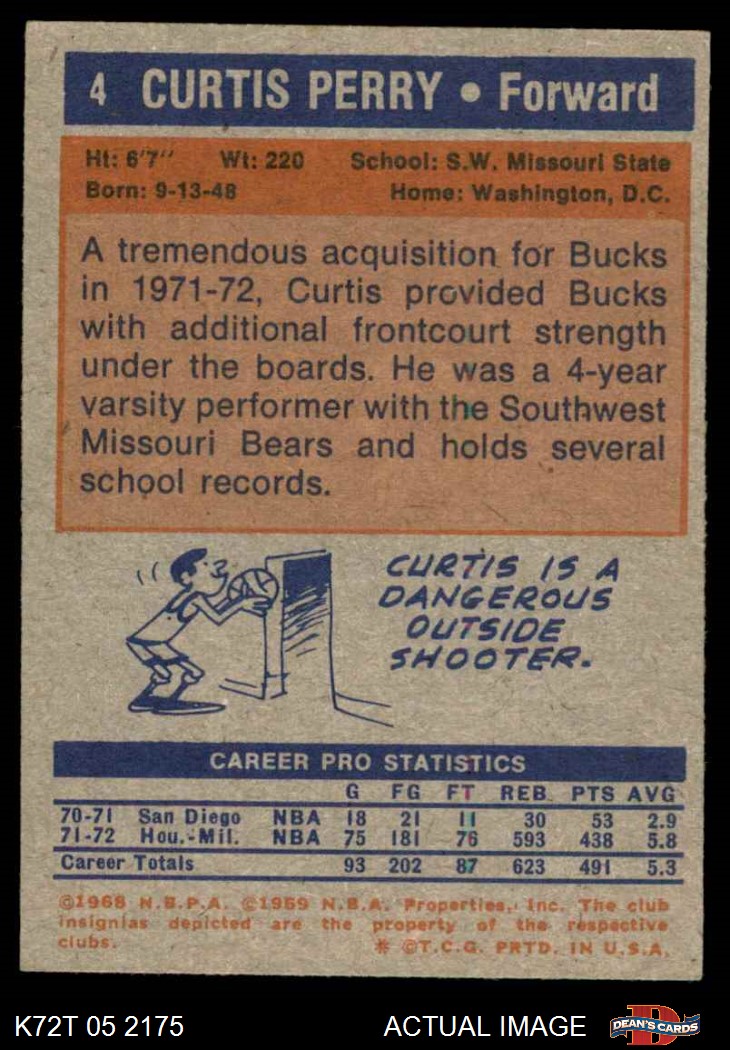 4 CURTIS PERRY • Forward
Ht: 6'7" Wt: 220 School: S.W. Missouri State
Born: 9-13-48 Home: Washington, D.C.
A tremendous acquisition for Bucks
in 1971-72, Curtis provided Bucks
with additional frontcourt strength
under the boards. He was a 4-year
varsity performer with the Southwest
Missouri Bears and holds several
school records.
CURTIS IS A
DANGEROUS
OUTSIDE
SHOOTER.
CAREER PRO STATISTICS
G FG FT REB. PTS AVG
70-71 San Diego NBA 18 21 11 30 53 2.9
71-72 Hou.-Mil. NBA 75 181 76 593 438 5.8
Career Totals 93 202 87 623 491 5.3
©1968 N.B.P.A. ©1969 N.B.A. Properties, Inc. The club
insignias depicted are the property of the respective
clubs. * ©T.C.G. PRTD. IN U.S.A.
K72T 05 2175 ACTUAL IMAGE DEAN'S CARDS